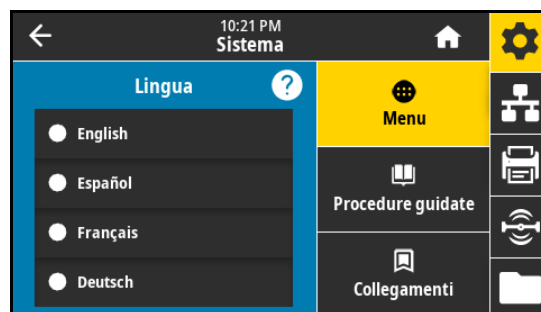 10:21 PM
Sistema
Lingua
?
English
Español
Français
Deutsch
Menu
Procedure guidate
Collegamenti